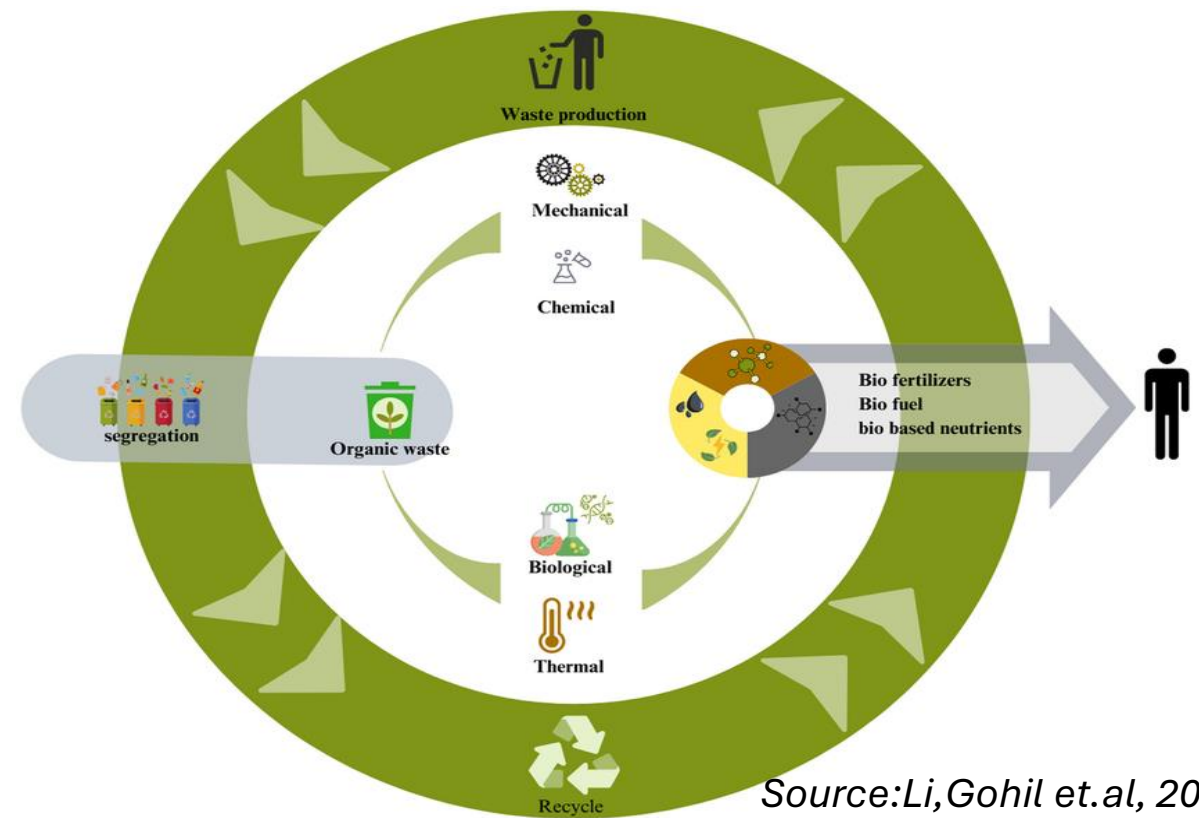 Waste production
Mechanical
Chemical
segregation
Organic waste
Bio fertilizers
Bio fuel
bio based neutrients
Biological
Thermal
Recycle
Source:Li,Gohil et.al, 20